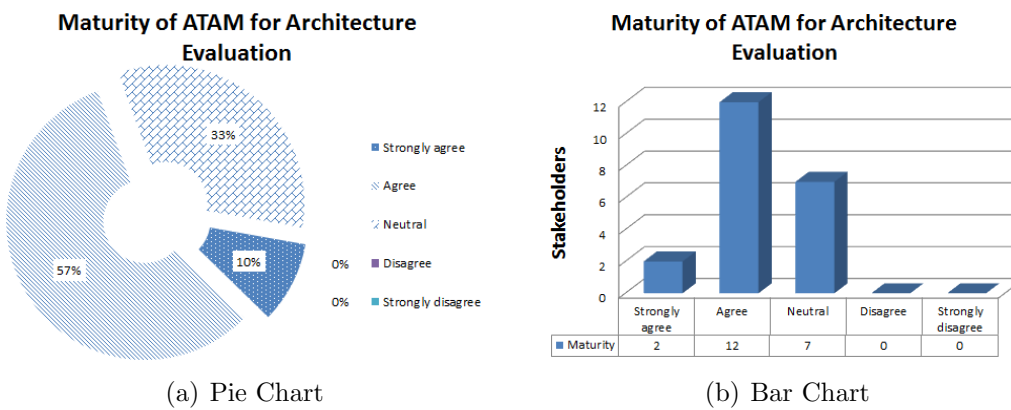 Maturity of ATAM for Architecture
Evaluation
33%
57%
10%
0%
0%
Strongly agree
Agree
Neutral
Disagree
Strongly disagree
(a) Pie Chart
Maturity of ATAM for Architecture
Evaluation
Stakeholders
12
10
8
6
4
2
0
Strongly agree Agree Neutral Disagree Strongly disagree
Maturity 2 12 7 0 0
(b) Bar Chart